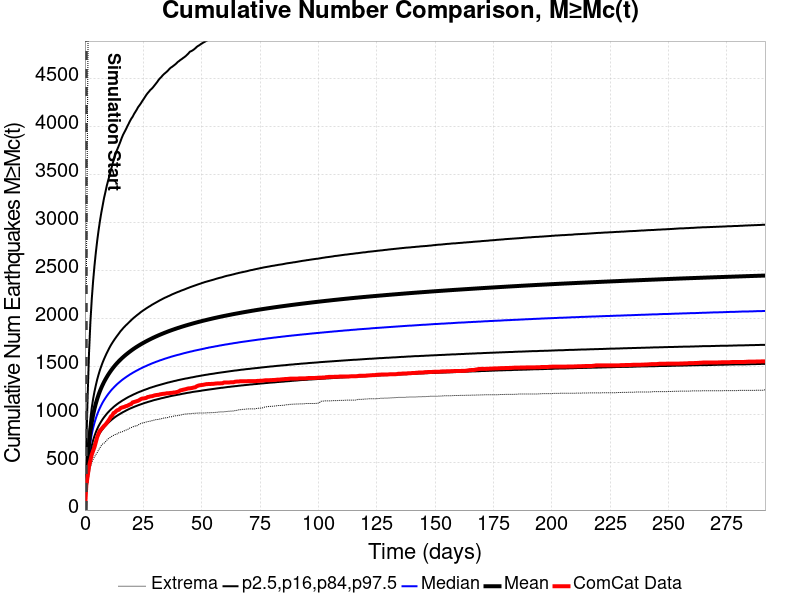 Cumulative Number Comparison, M≥Mc(t)
Cumulative Num Earthquakes M≥Mc(t)
4500
4000
3500
3000
2500
2000
1500
1000
500
0
Simulation Start
0 25 50 75 100 125 150 175 200 225 250 275
Time (days)
Extrema p2.5,p16,p84,p97.5 Median Mean ComCat Data